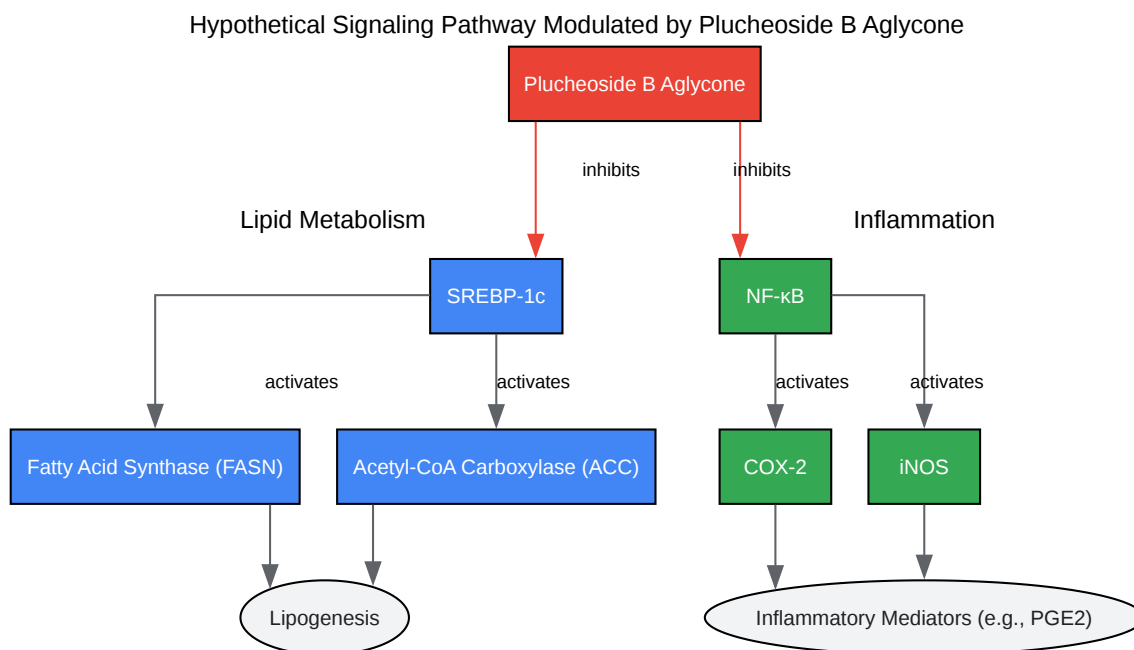 Hypothetical Signaling Pathway Modulated by Plucheoside B Aglycone
Plucheoside B Aglycone
inhibits
inhibits
Lipid Metabolism
Inflammation
SREBP-1c
NF-κB
activates
activates
activates
activates
Fatty Acid Synthase (FASN)
Acetyl-CoA Carboxylase (ACC)
COX-2
iNOS
Lipogenesis
Inflammatory Mediators (e.g., PGE2)